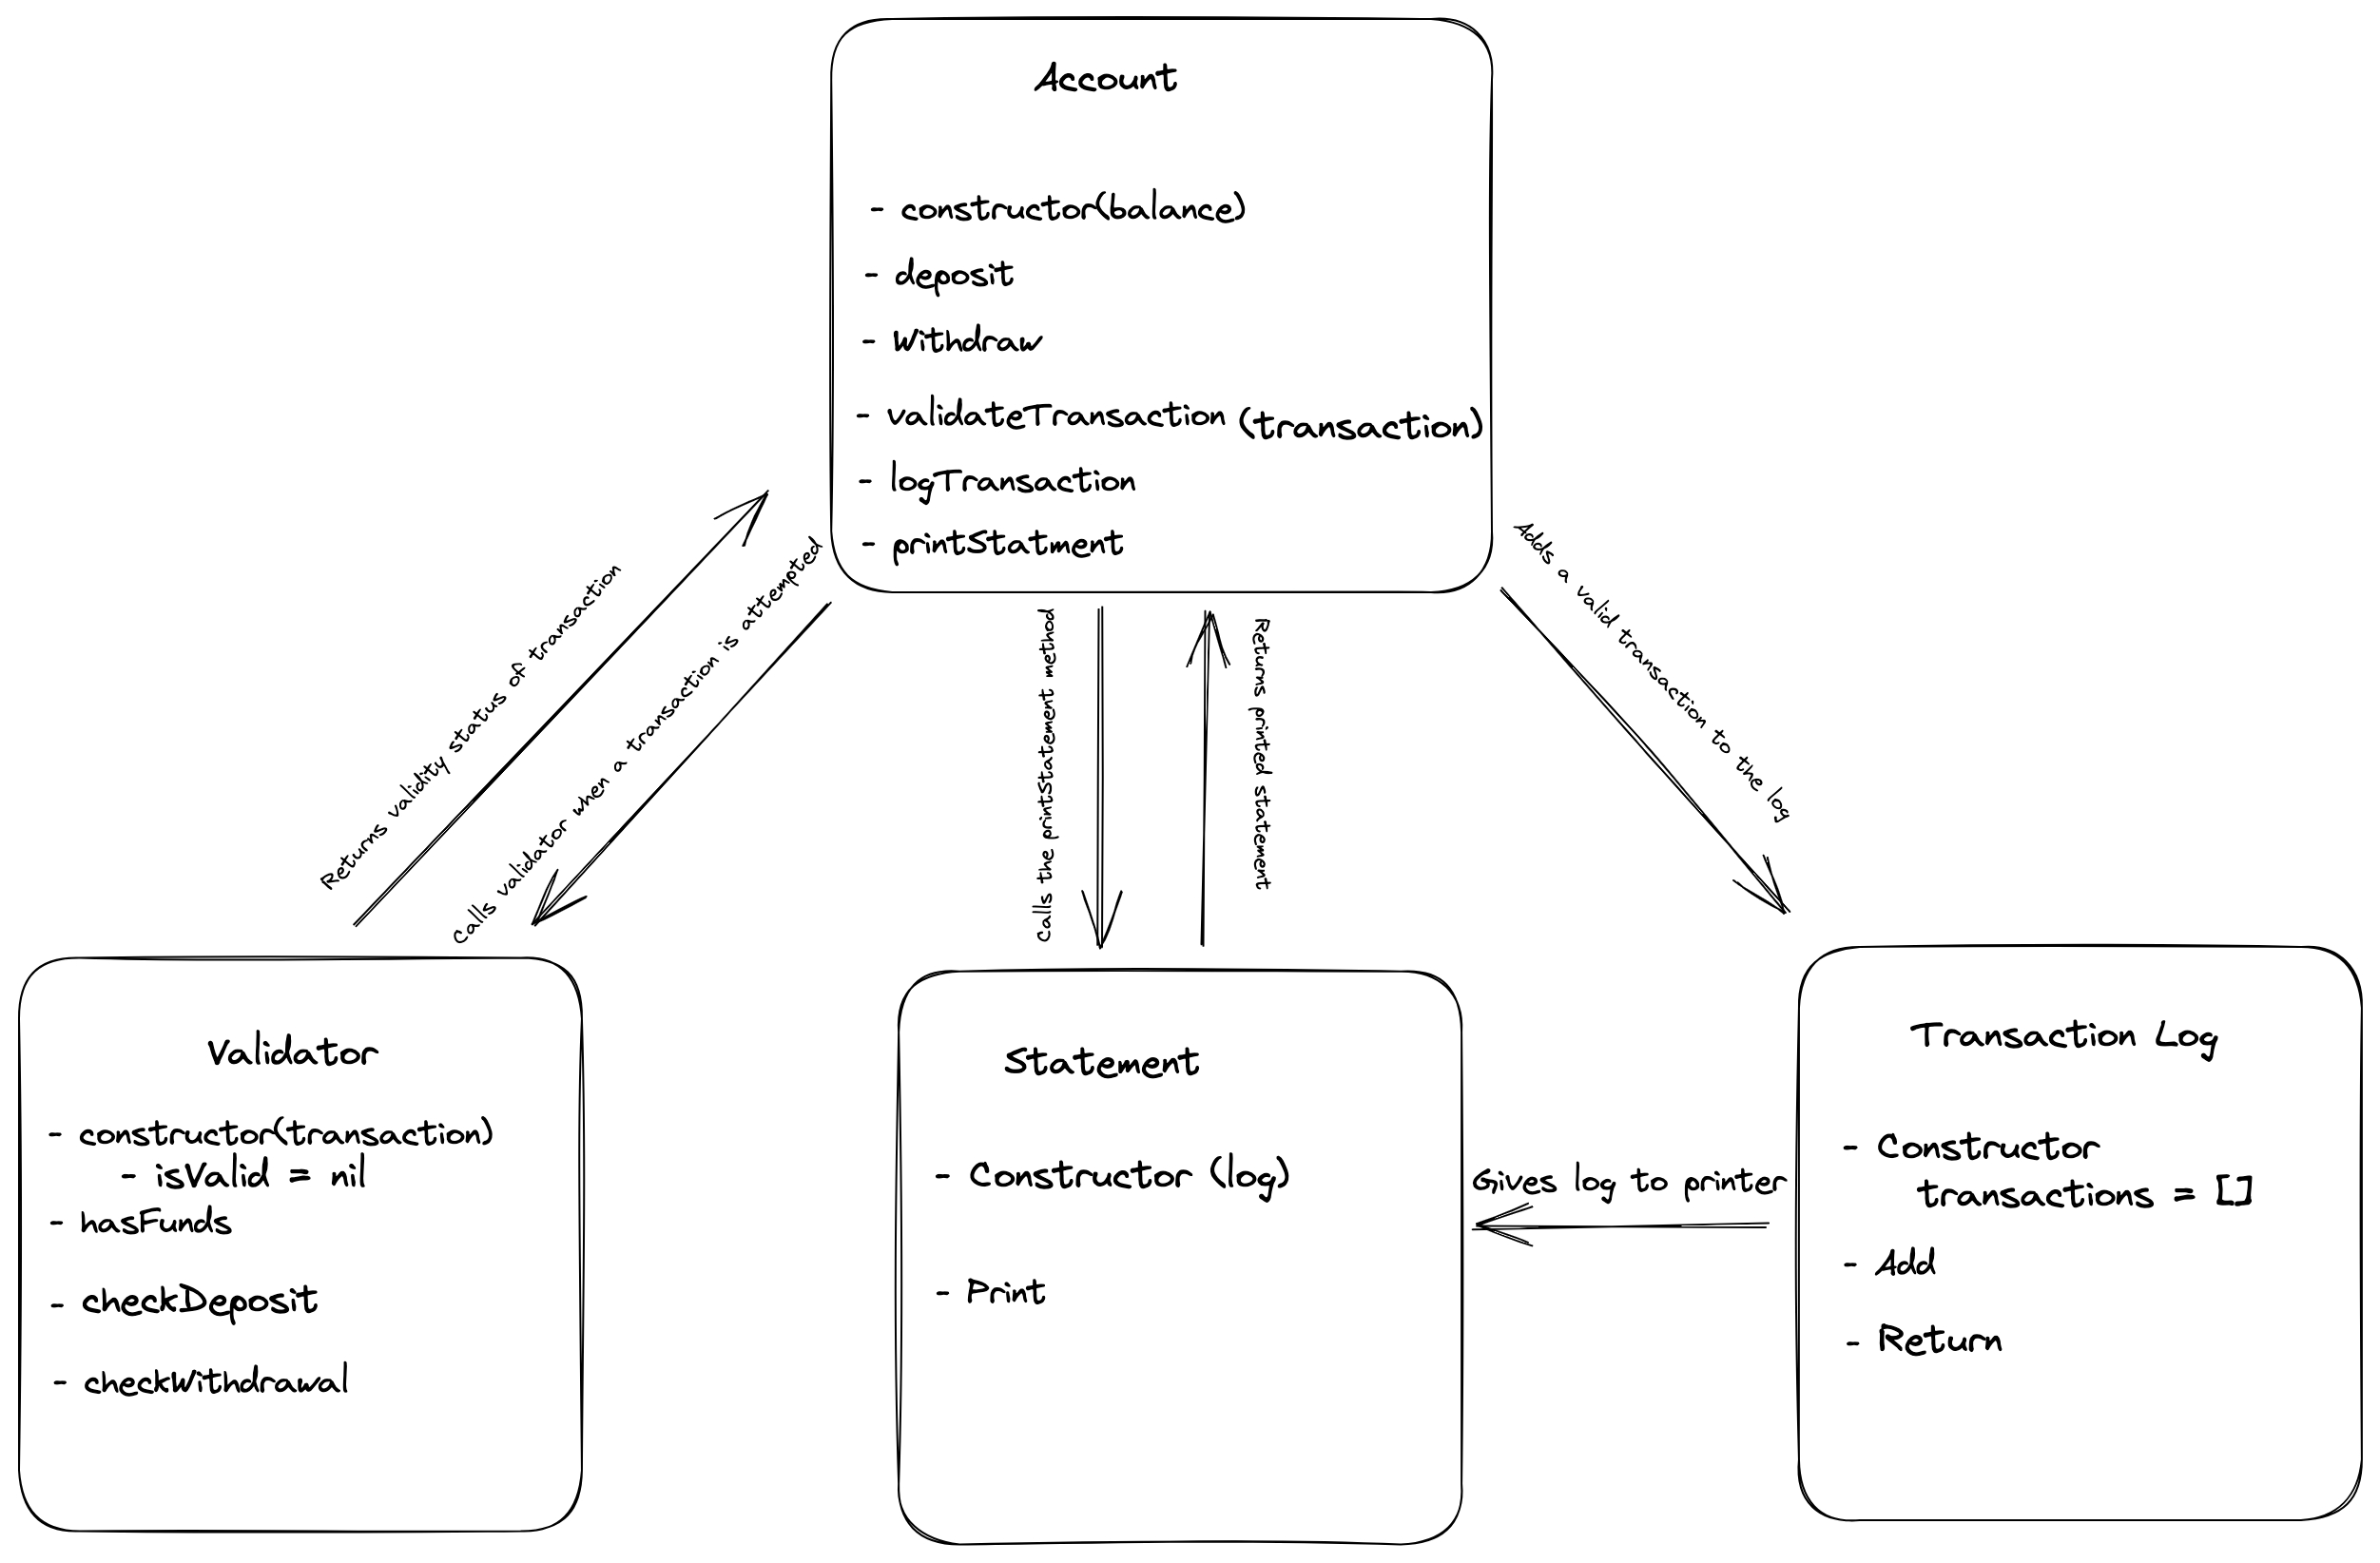 Account
- constructor(balance)
- deposit
- Withdraw
- validateTransaction (transaction)
- logTransaction
- printStatment
Returns validity status of transaction
Calls validator when a transaction is attempted
Calls the printStatement method
Returns printed statement
Adds a valid transaction to the log
Validator
- constructor(transaction)
- isValid = nil
- hasFunds
- checkDeposit
- checkWithdrawal
Statement
- Constructor (log)
- Print
Gives log to printer
Transaction Log
- Constructor
transactions = []
- Add
- Return